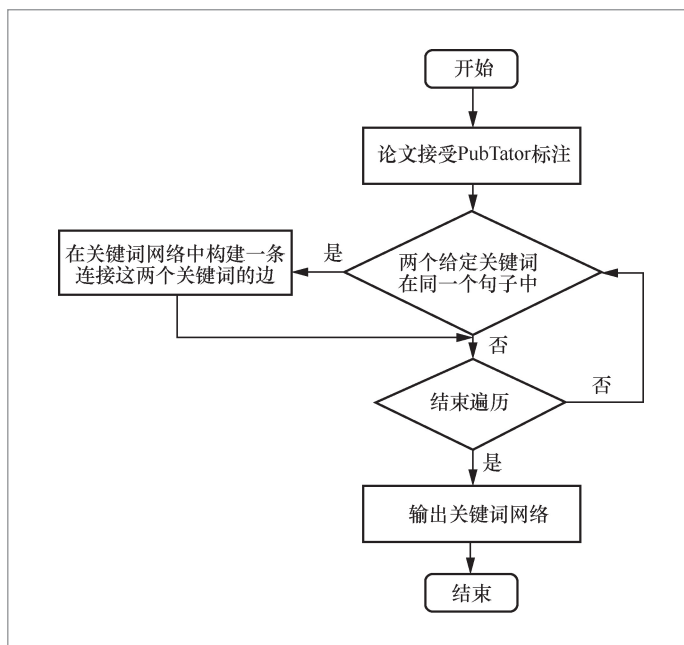 开始
论文接受PubTator标注
两个给定关键词
在同一个句子中
是
在关键词网络中构建一条
连接这两个关键词的边
否
结束遍历
否
是
输出关键词网络
结束